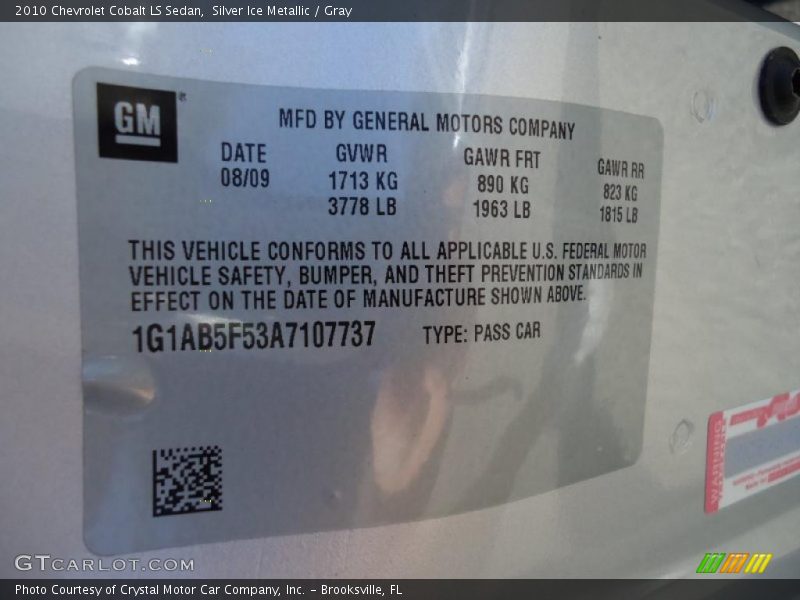 2010 Chevrolet Cobalt LS Sedan,  Silver Ice Metallic / Gray
GM
MFD BY GENERAL MOTORS COMPANY
DATE GVWR GAWR FRT GAWR RR
08/09 1713 KG 890 KG 823 KG
3778 LB 1963 LB 1815 LB
THIS VEHICLE CONFORMS TO ALL APPLICABLE U.S. FEDERAL MOTOR
VEHICLE SAFETY, BUMPER, AND THEFT PREVENTION STANDARDS IN
EFFECT ON THE DATE OF MANUFACTURE SHOWN ABOVE.
1G1AB5F53A7107737 TYPE: PASS CAR
WARNING
GTCARLOT.COM
Photo Courtesy of Crystal Motor Car Company, Inc. – Brooksville, FL